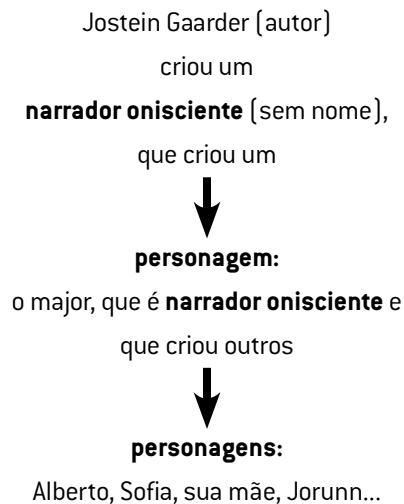 Jostein Gaarder (autor)
criou um
narrador onisciente (sem nome),
que criou um
personagem:
o major, que é narrador onisciente e
que criou outros
personagens:
Alberto, Sofia, sua mãe, Jorunn...